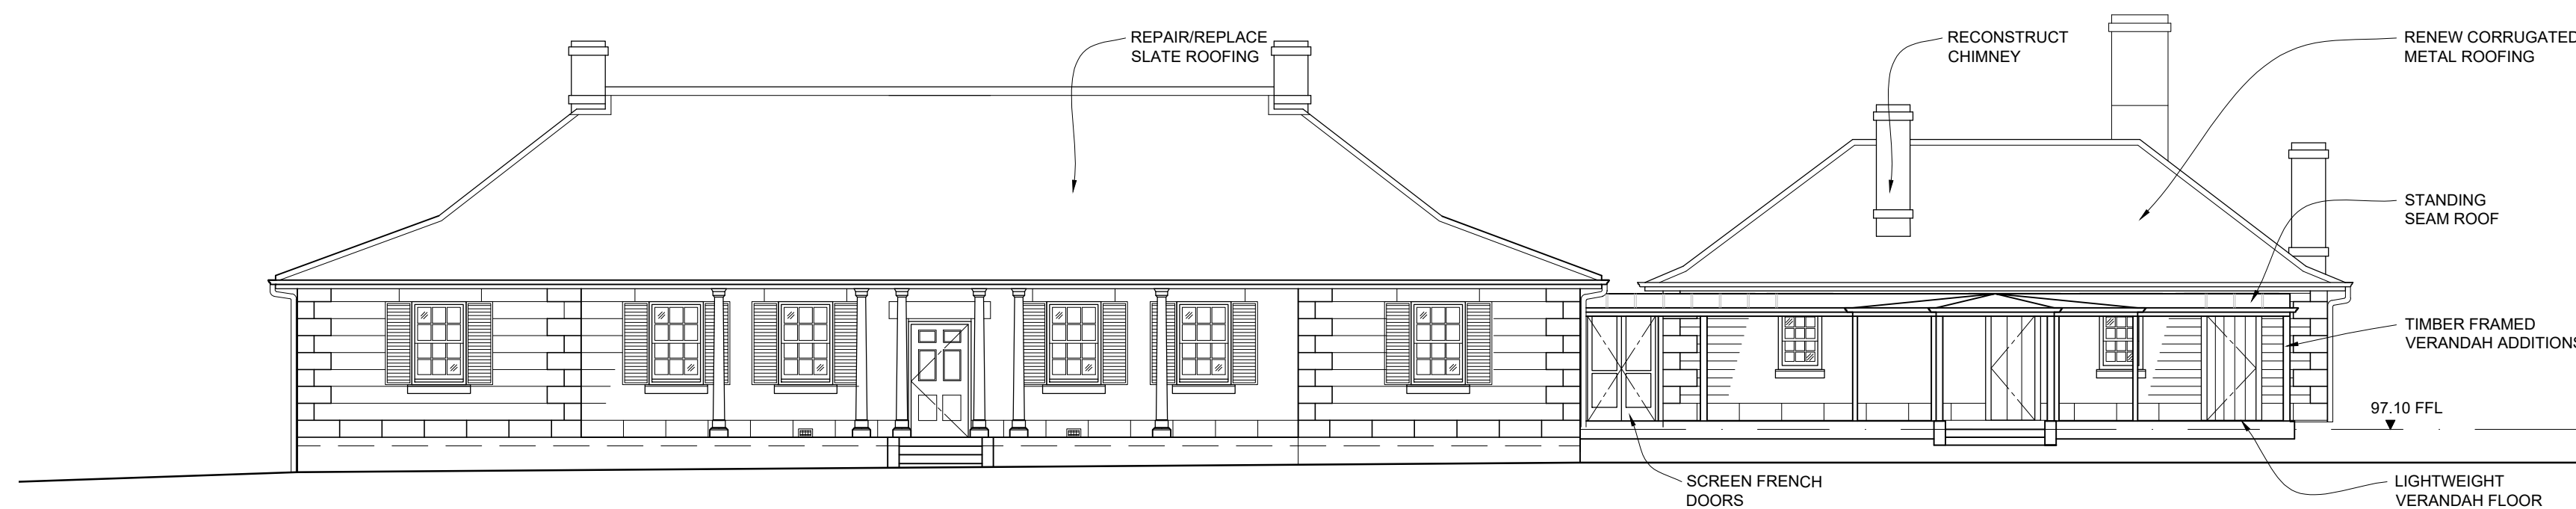 REPAIR/REPLACE
SLATE ROOFING
RECONSTRUCT
CHIMNEY
RENEW CORRUGATED
METAL ROOFING
STANDING
SEAM ROOF
TIMBER FRAMED
VERANDAH ADDITIONS
97.10 FFL
SCREEN FRENCH
DOORS
LIGHTWEIGHT
VERANDAH FLOOR